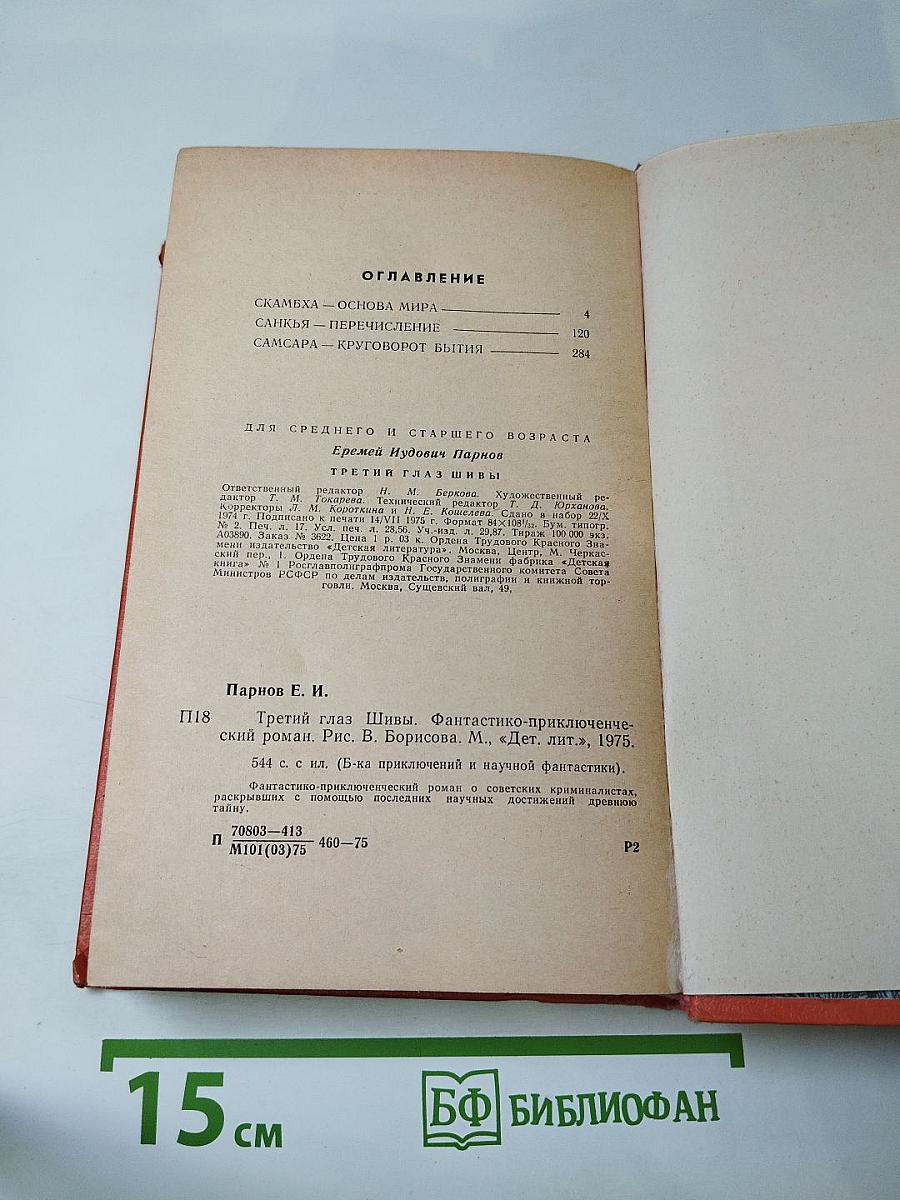 ОГЛАВЛЕНИЕ
СКАМБХА — ОСНОВА МИРА 4
САНКЬЯ — ПЕРЕЧИСЛЕНИЕ 120
САМСАРА — КРУГОВОРОТ БЫТИЯ 284
ДЛЯ СРЕДНЕГО И СТАРШЕГО ВОЗРАСТА
Еремей Иудович Парнов
ТРЕТИЙ ГЛАЗ ШИВЫ
Ответственный редактор Н. М. Беркова. Художественный ре-
дактор Т. М. Токарева. Технический редактор Т. Д. Юрханова.
Корректоры Л. М. Короткина и Н. Е. Кошелева. Сдано в набор 22/X
1974 г. Подписано к печати 14/VII 1975 г. Формат 84×108¹/₃₂. Бум. типогр.
№ 2. Печ. л. 17. Усл. печ. л. 28,56. Уч.-изд. л. 29,87. Тираж 100 000 экз.
А03890. Заказ № 3622. Цена 1 р. 03 к. Ордена Трудового Красного Зна-
мени издательство «Детская литература». Москва, Центр, М. Черкас-
ский пер., 1. Ордена Трудового Красного Знамени фабрика «Детская
книга» № 1 Росглавполиграфпрома Государственного комитета Совета
Министров РСФСР по делам издательств, полиграфии и книжной тор-
говли. Москва, Сущевский вал, 49,
Парнов Е. И.
П18 Третий глаз Шивы. Фантастико-приключенче-
ский роман. Рис. В. Борисова. М., «Дет. лит.», 1975.
544 с. с ил. (Б-ка приключений и научной фантастики).
Фантастико-приключенческий роман о советских криминалистах,
раскрывших с помощью последних научных достижений древнюю
тайну.
70803—413
П 460—75 Р2
М101(03)75
15 см БФ БИБЛИОФАН